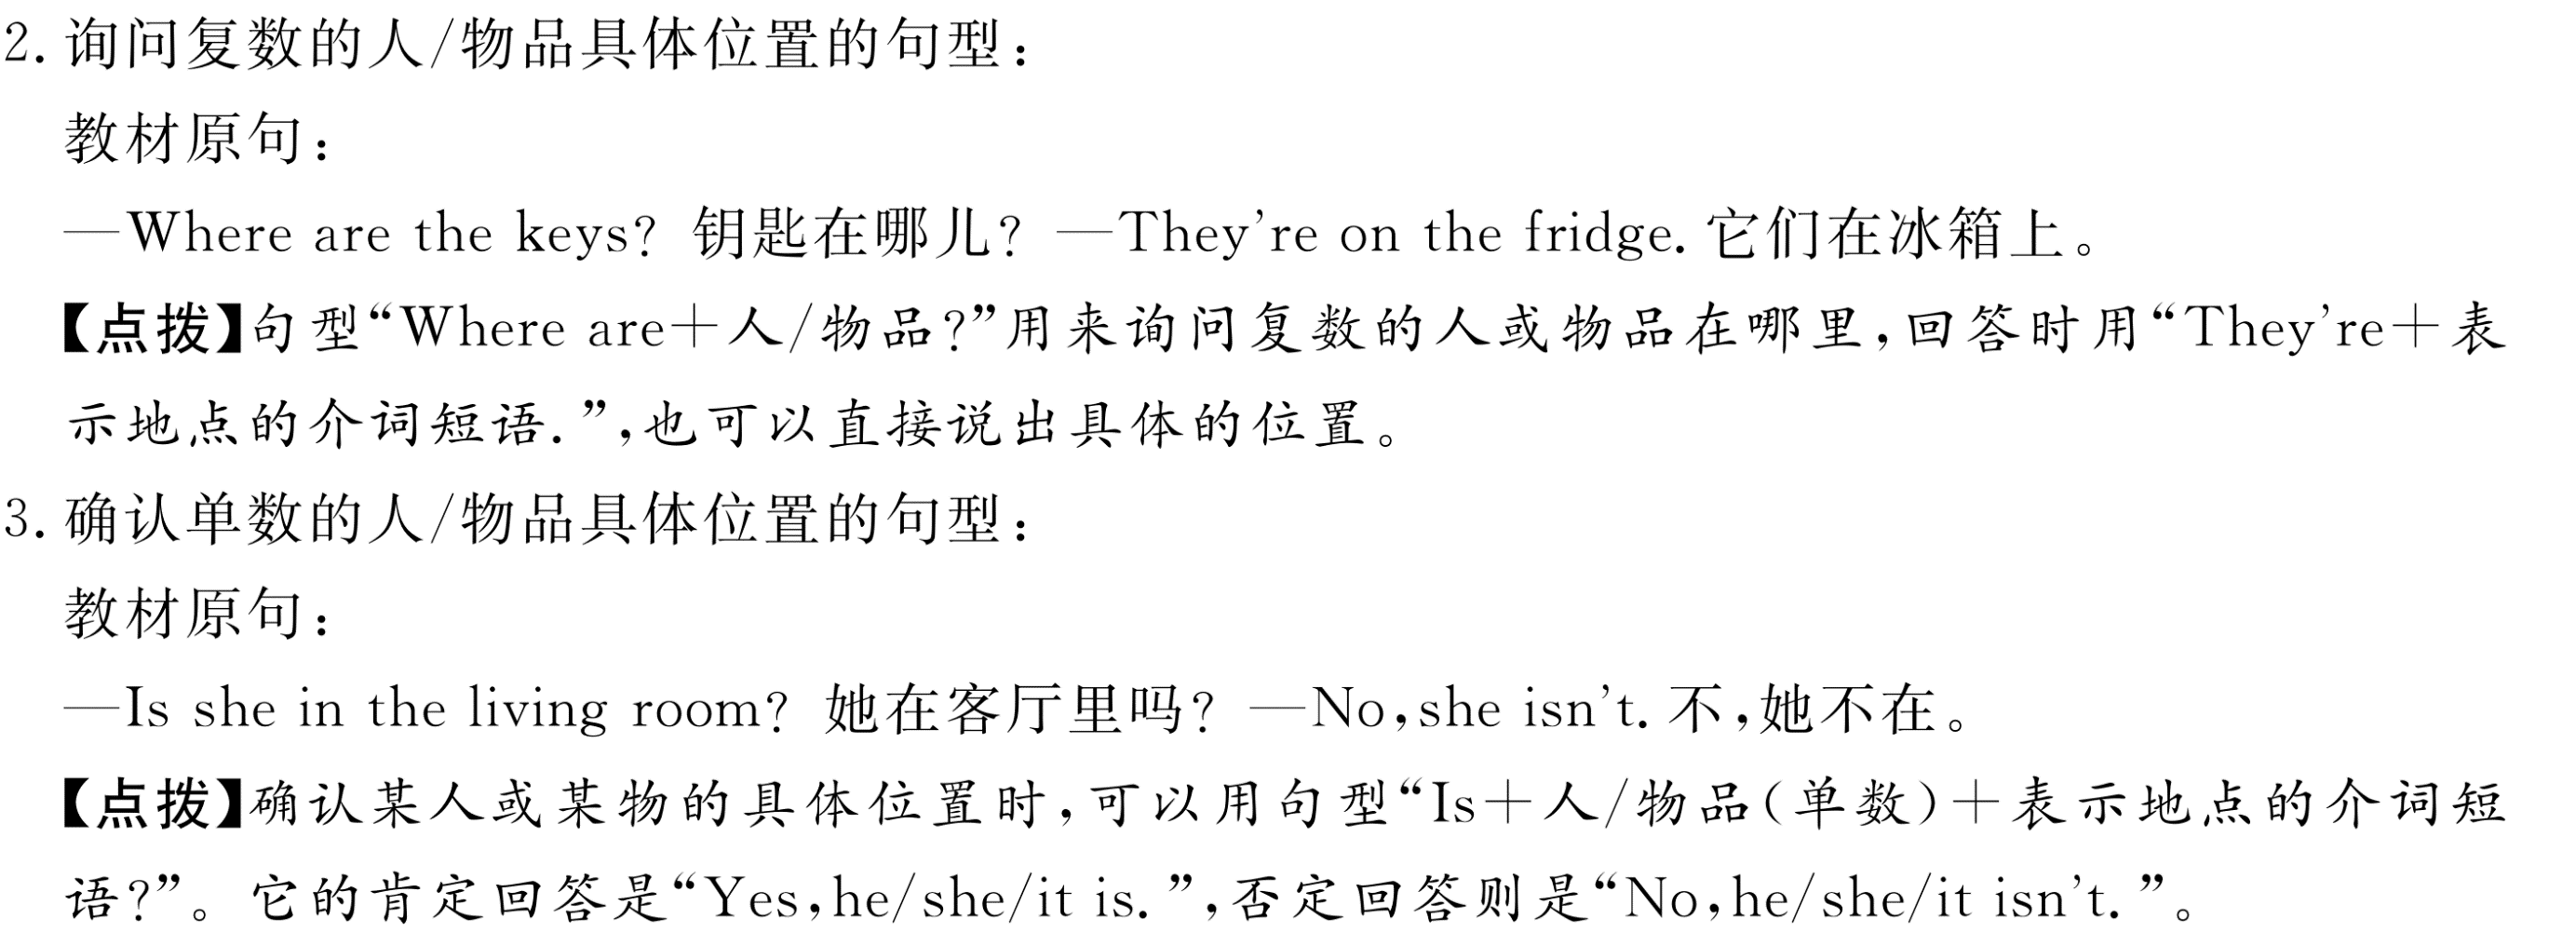 2. 询问复数的人/物品具体位置的句型：
教材原句：
—Where are the keys? 钥匙在哪儿? —They’re on the fridge. 它们在冰箱上。
【点拨】句型“Where are＋人/物品?”用来询问复数的人或物品在哪里,回答时用“They’re＋表
示地点的介词短语.”,也可以直接说出具体的位置。
3. 确认单数的人/物品具体位置的句型：
教材原句：
—Is she in the living room? 她在客厅里吗? —No,she isn’t. 不,她不在。
【点拨】确认某人或某物的具体位置时,可以用句型“Is＋人/物品(单数)＋表示地点的介词短
语?”。它的肯定回答是“Yes,he/she/it is.”,否定回答则是“No,he/she/it isn’t.”。